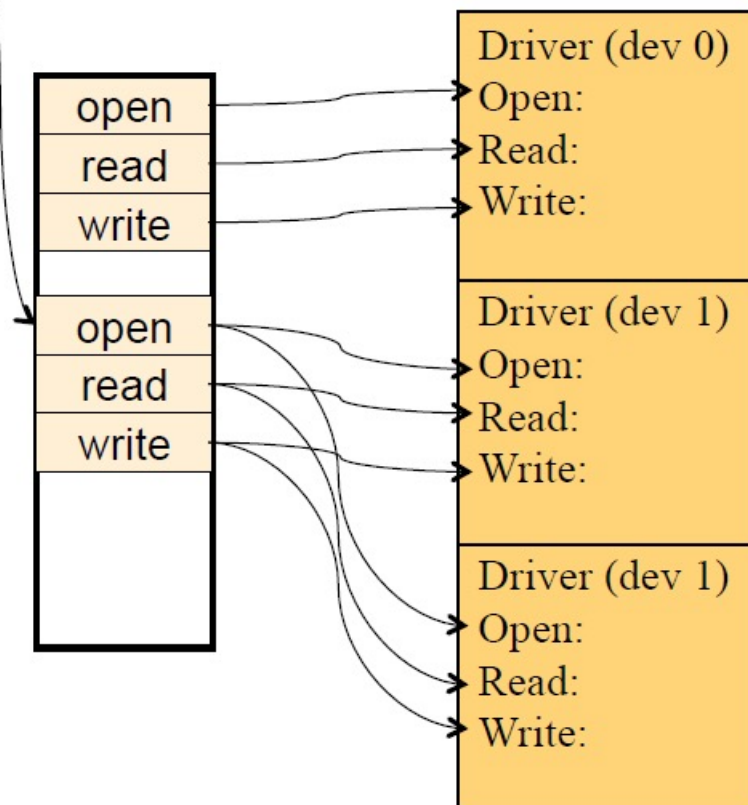 open
read
write
open
read
write
Driver (dev 0)
Open:
Read:
Write:
Driver (dev 1)
Open:
Read:
Write:
Driver (dev 1)
Open:
Read:
Write: